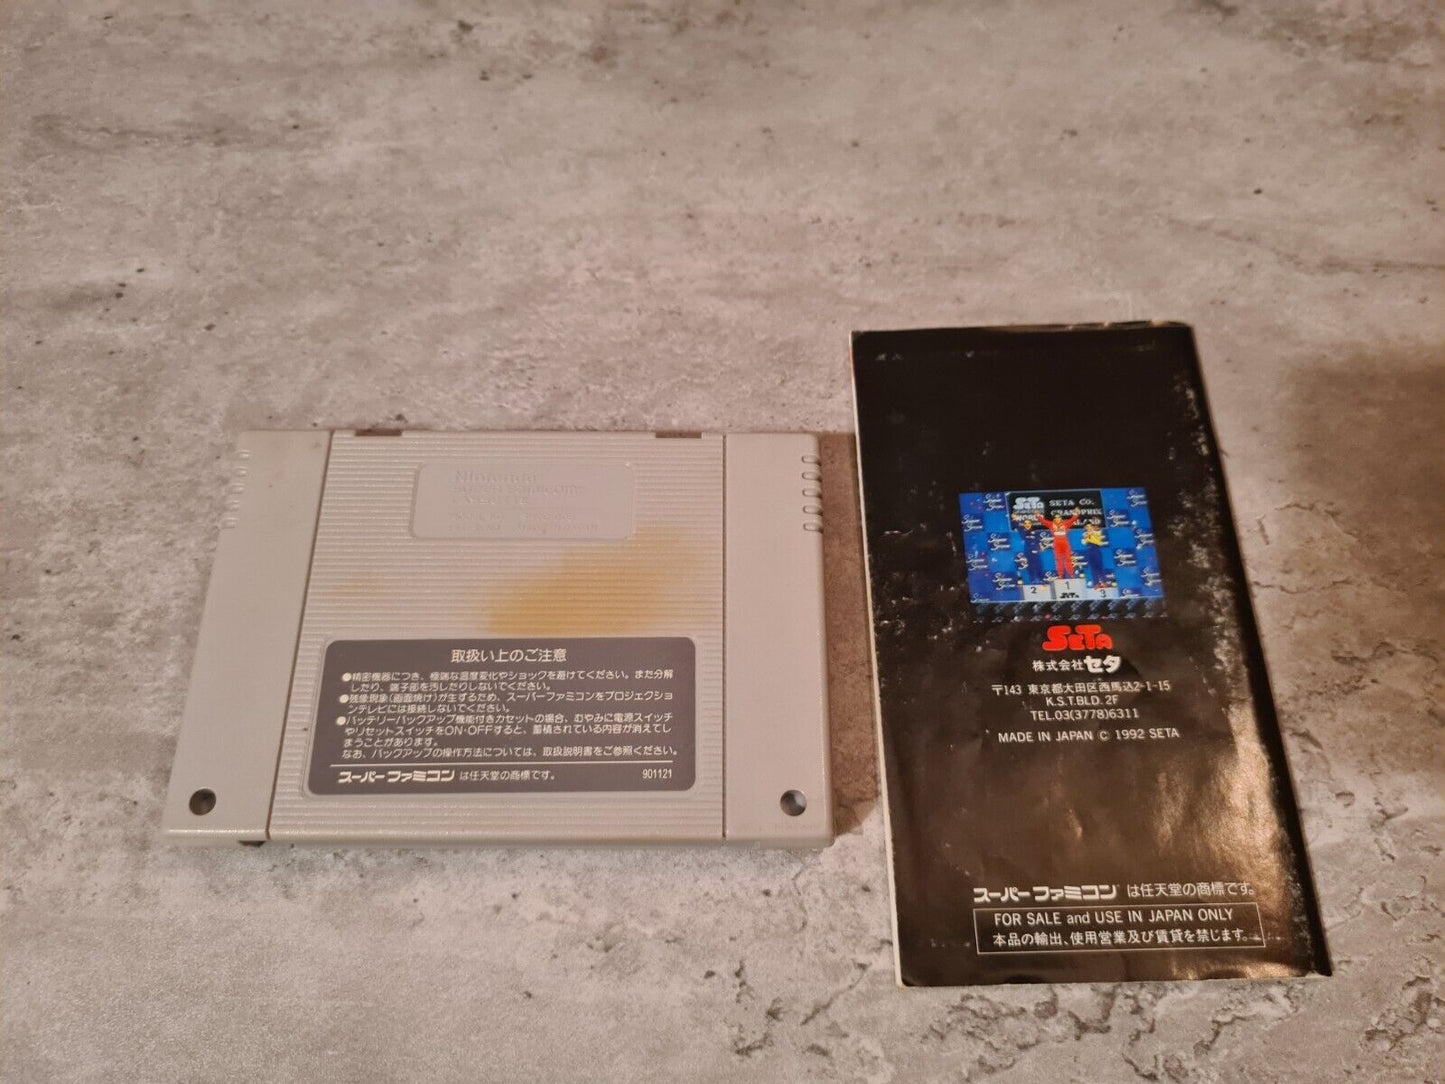 Nintendo
取扱い上のご注意
●精密機器につき、極端な温度変化やショックを避けてください。また分解
したり、端子部を汚したりしないでください。
●残像現象(画面焼け)が生ずるため、スーパーファミコンをプロジェクショ
ンテレビには接続しないでください。
●バッテリーバックアップ機能付きカセットの場合、むやみに電源スイッチ
やリセットスイッチをON・OFFすると、蓄積されている内容が消えてし
まうことがあります。
なお、バックアップの操作方法については、取扱説明書をご参照ください。
スーパーファミコン は任天堂の商標です。
901121
SETA CO.
GRANDPRIX
2 1 3
SETA
SETA
株式会社セタ
〒143 東京都大田区西馬込2-1-15
K.S.T.BLD. 2F
TEL.03(3778)6311
MADE IN JAPAN © 1992 SETA
スーパーファミコン は任天堂の商標です。
FOR SALE and USE IN JAPAN ONLY
本品の輸出、使用営業及び賃貸を禁じます。